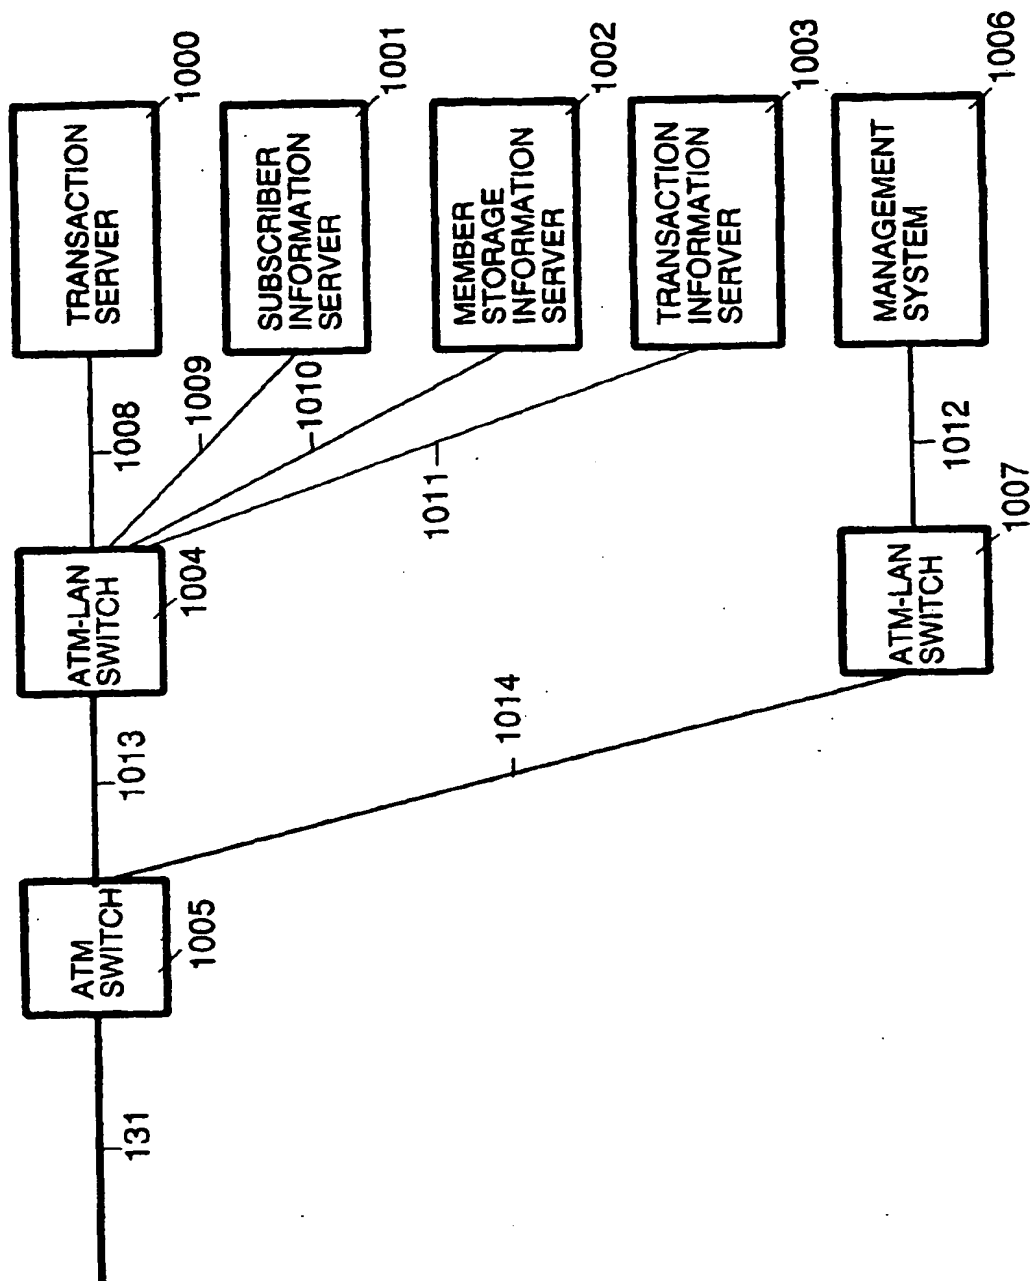 TRANSACTION
SERVER
1000
SUBSCRIBER
INFORMATION
SERVER
1001
MEMBER
STORAGE
INFORMATION
SERVER
1002
TRANSACTION
INFORMATION
SERVER
1003
MANAGEMENT
SYSTEM
1006
1008
1009
1010
1011
1012
ATM-LAN
SWITCH
1004
ATM-LAN
SWITCH
1007
1013
1014
ATM
SWITCH
1005
131